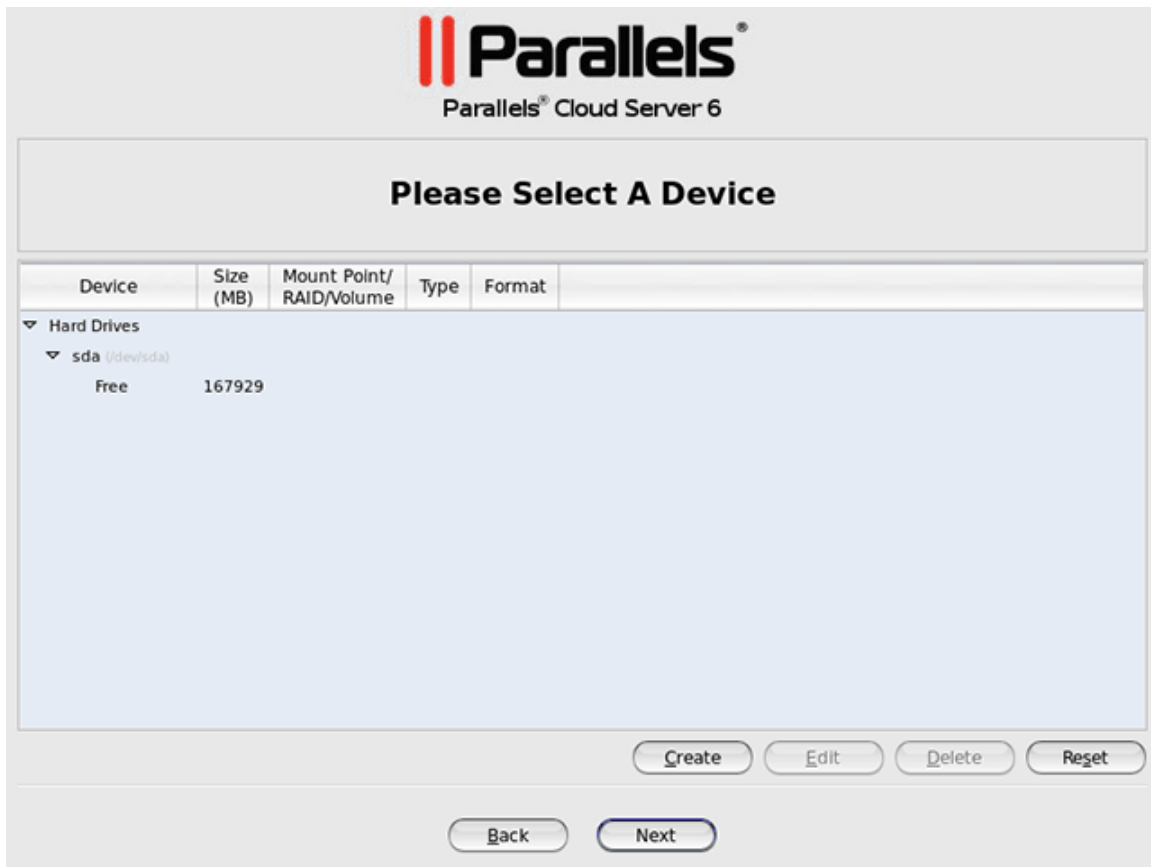 Parallels®
Parallels® Cloud Server 6
Please Select A Device
Device
Size
(MB)
Mount Point/
RAID/Volume
Type
Format
Hard Drives
sda (/dev/sda)
Free 167929
Create Edit Delete Reset
Back Next